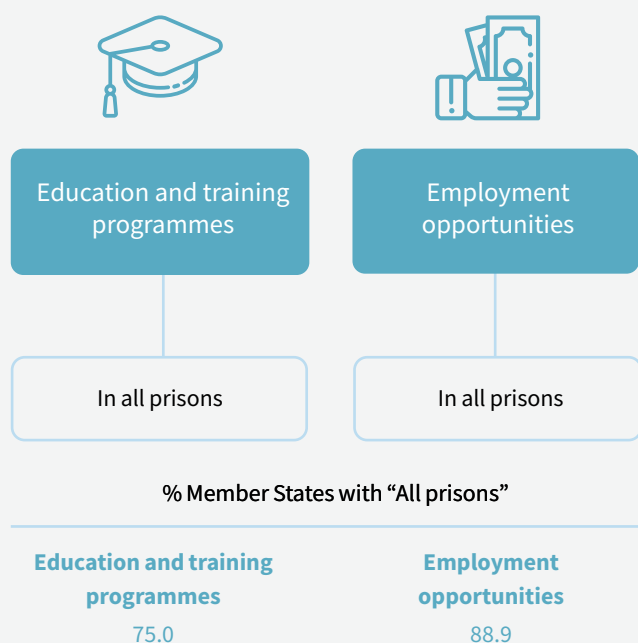 Education and training
programmes
Employment
opportunities
In all prisons
In all prisons
% Member States with “All prisons”
Education and training
programmes
Employment
opportunities
75.0
88.9